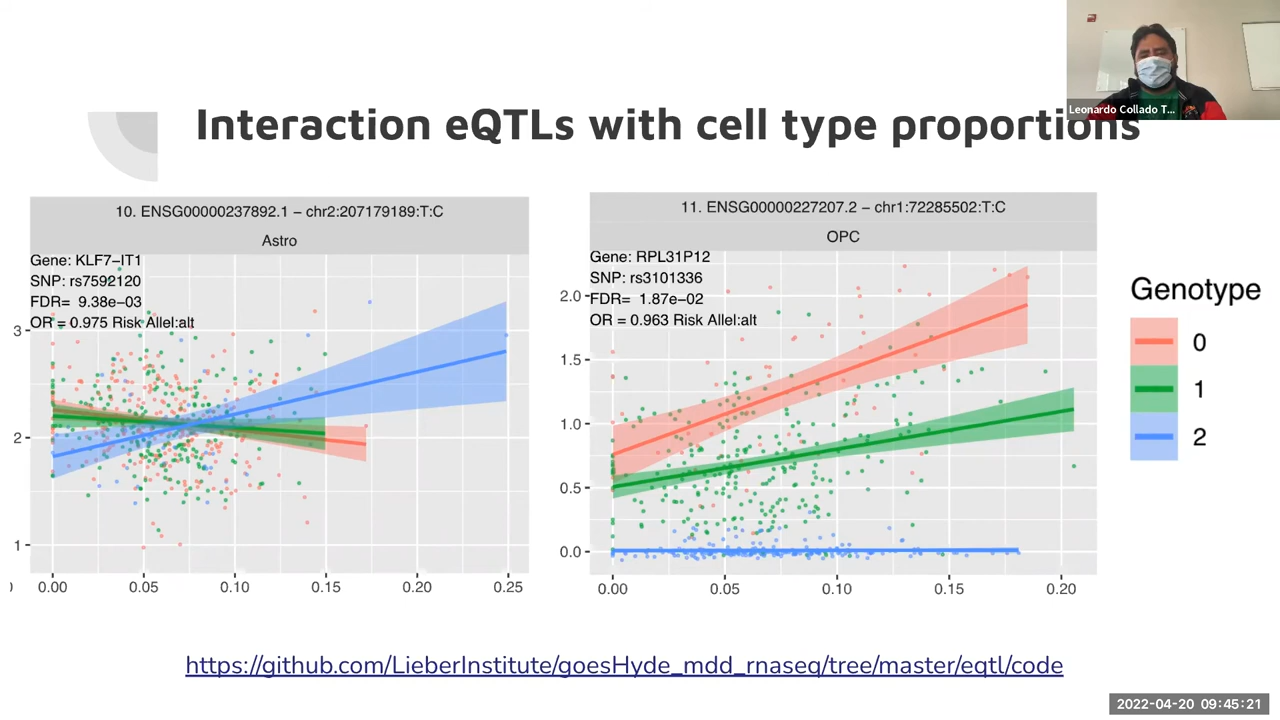 Leonardo Collado T...
Interaction eQTLs with cell type proportions
10. ENSG00000237892.1 − chr2:207179189:T:C
Astro
Gene: KLF7−IT1
SNP: rs7592120
FDR= 9.38e−03
OR = 0.975 Risk Allel:alt
3
2
1
0.00 0.05 0.10 0.15 0.20 0.25
11. ENSG00000227207.2 − chr1:72285502:T:C
OPC
Gene: RPL31P12
SNP: rs3101336
FDR= 1.87e−02
OR = 0.963 Risk Allel:alt
2.0
1.5
1.0
0.5
0.0
0.00 0.05 0.10 0.15 0.20
Genotype
0
1
2
https://github.com/LieberInstitute/goesHyde_mdd_rnaseq/tree/master/eqtl/code
2022-04-20 09:45:21